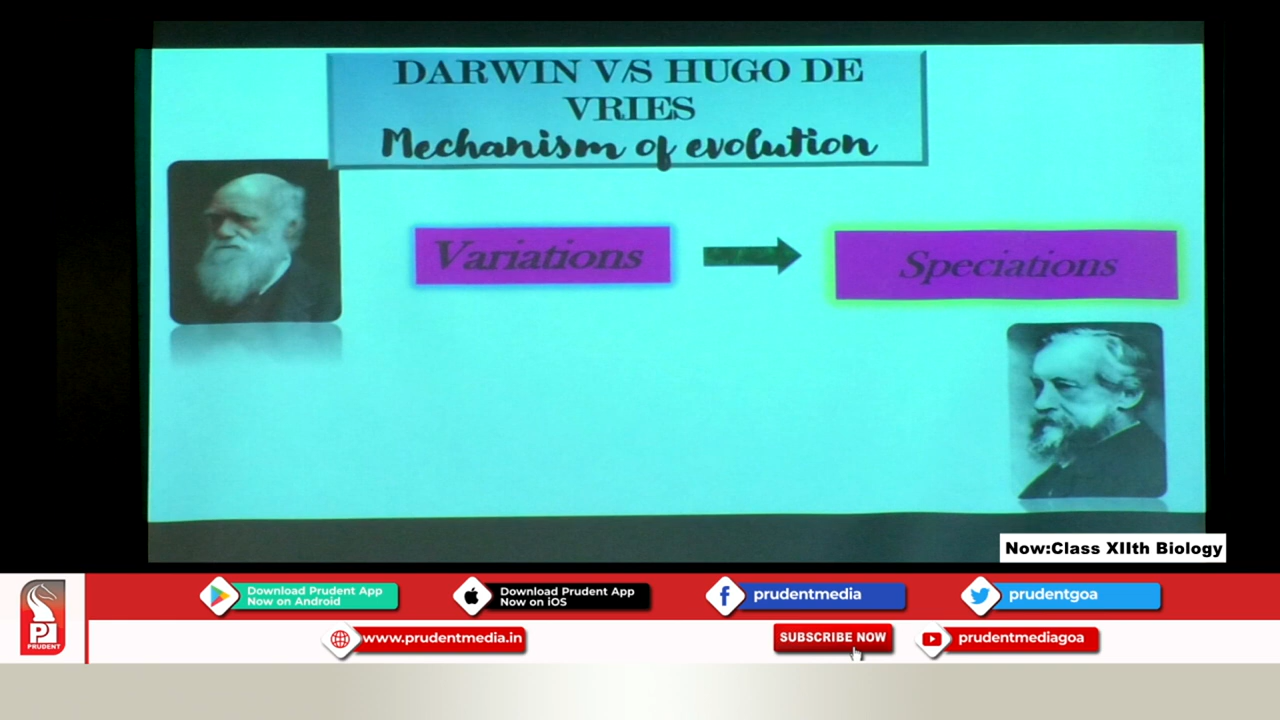 DARWIN V/S HUGO DE
VRIES
Mechanism of evolution
Variations
Speciations
Now:Class XIIth Biology
Download Prudent App
Now on Android
Download Prudent App
Now on iOS
prudentmedia
prudentgoa
PRUDENT
www.prudentmedia.in
SUBSCRIBE NOW
prudentmediagoa